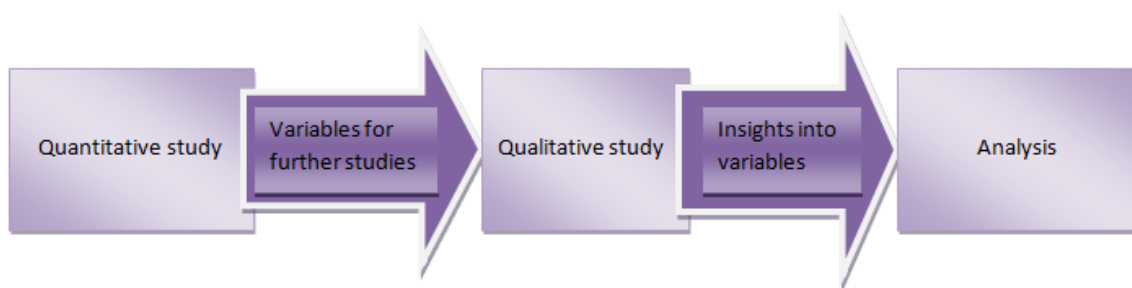 Quantitative study
Variables for
further studies
Qualitative study
Insights into
variables
Analysis